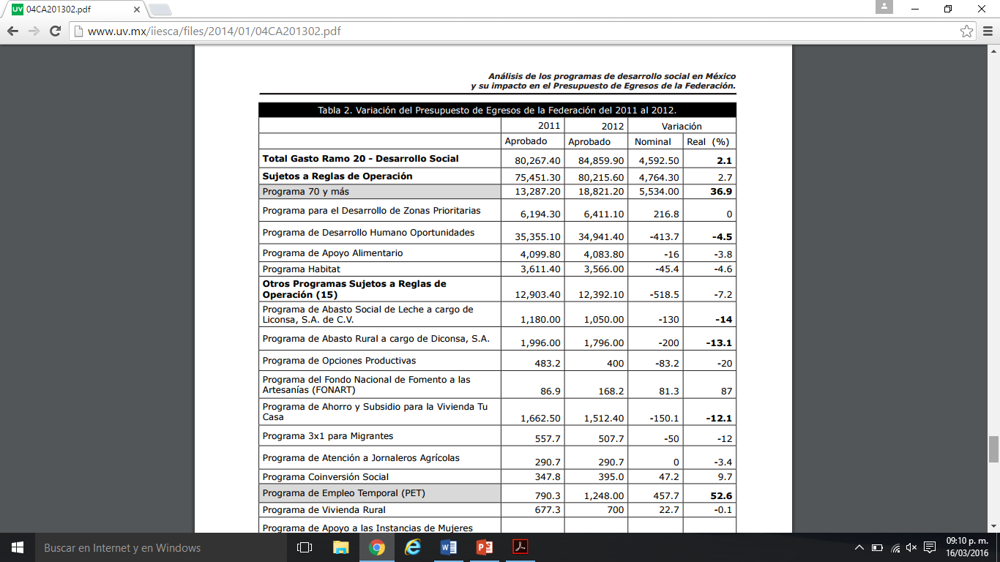 04CA201302.pdf
www.uv.mx/iiesca/files/2014/01/04CA201302.pdf
Análisis de los programas de desarrollo social en México
y su impacto en el Presupuesto de Egresos de la Federación.
Tabla 2. Variación del Presupuesto de Egresos de la Federación del 2011 al 2012.
2011 2012 Variación
Aprobado Aprobado Nominal Real (%)
Total Gasto Ramo 20 - Desarrollo Social 80,267.40 84,859.90 4,592.50 2.1
Sujetos a Reglas de Operación 75,451.30 80,215.60 4,764.30 2.7
Programa 70 y más 13,287.20 18,821.20 5,534.00 36.9
Programa para el Desarrollo de Zonas Prioritarias 6,194.30 6,411.10 216.8 0
Programa de Desarrollo Humano Oportunidades 35,355.10 34,941.40 -413.7 -4.5
Programa de Apoyo Alimentario 4,099.80 4,083.80 -16 -3.8
Programa Habitat 3,611.40 3,566.00 -45.4 -4.6
Otros Programas Sujetos a Reglas de
Operación (15) 12,903.40 12,392.10 -518.5 -7.2
Programa de Abasto Social de Leche a cargo de
Liconsa, S.A. de C.V. 1,180.00 1,050.00 -130 -14
Programa de Abasto Rural a cargo de Diconsa, S.A. 1,996.00 1,796.00 -200 -13.1
Programa de Opciones Productivas 483.2 400 -83.2 -20
Programa del Fondo Nacional de Fomento a las
Artesanías (FONART) 86.9 168.2 81.3 87
Programa de Ahorro y Subsidio para la Vivienda Tu
Casa 1,662.50 1,512.40 -150.1 -12.1
Programa 3x1 para Migrantes 557.7 507.7 -50 -12
Programa de Atención a Jornaleros Agrícolas 290.7 290.7 0 -3.4
Programa Coinversión Social 347.8 395.0 47.2 9.7
Programa de Empleo Temporal (PET) 790.3 1,248.00 457.7 52.6
Programa de Vivienda Rural 677.3 700 22.7 -0.1
Programa de Apoyo a las Instancias de Mujeres
Buscar en Internet y en Windows
09:10 p. m.
16/03/2016